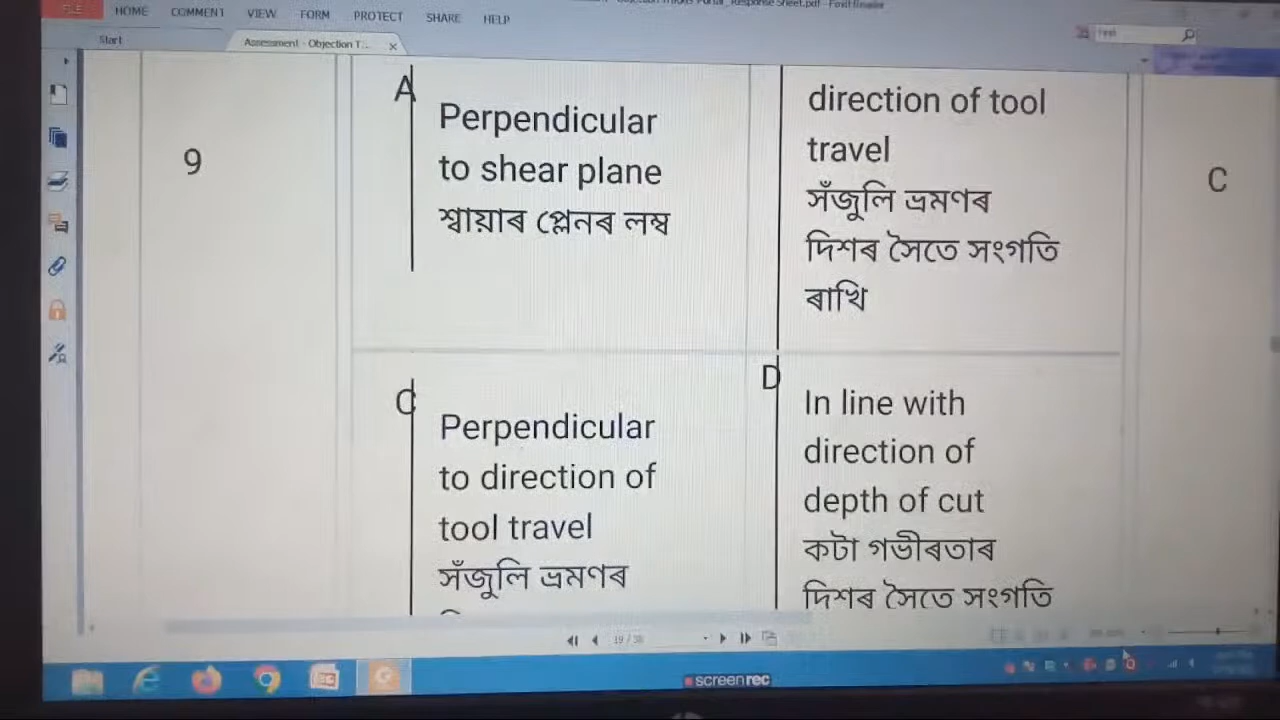 HOME COMMENT VIEW FORM PROTECT SHARE HELP
Start
Assessment - Objection T...
9
A
Perpendicular
to shear plane
শ্বায়াৰ প্লেনৰ লম্ব
direction of tool
travel
সঁজুলি ভ্ৰমণৰ
দিশৰ সৈতে সংগতি
ৰাখি
C
C
Perpendicular
to direction of
tool travel
সঁজুলি ভ্ৰমণৰ
D
In line with
direction of
depth of cut
কটা গভীৰতাৰ
দিশৰ সৈতে সংগতি
screenrec